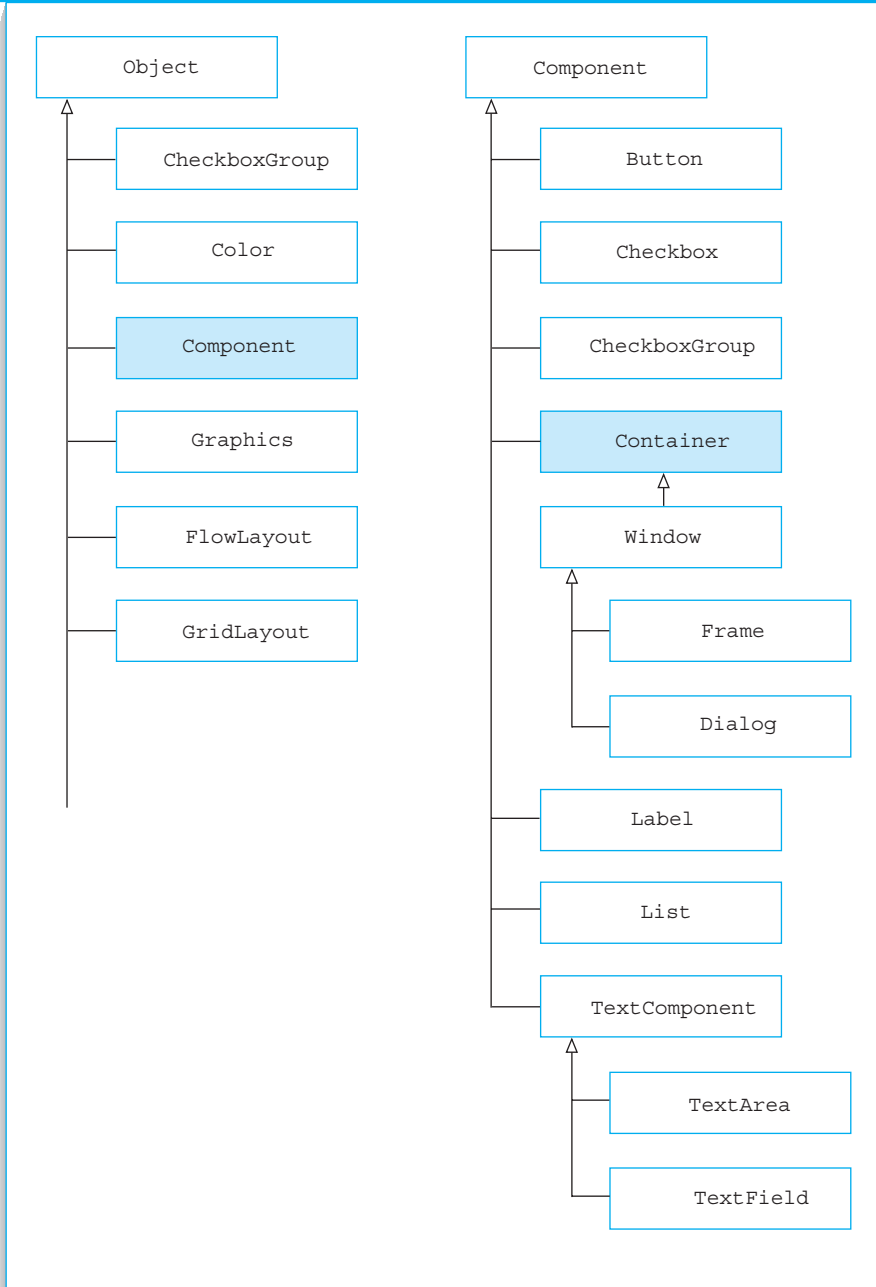 Object
CheckboxGroup
Color
Component
Graphics
FlowLayout
GridLayout
Component
Button
Checkbox
CheckboxGroup
Container
Window
Frame
Dialog
Label
List
TextComponent
TextArea
TextField